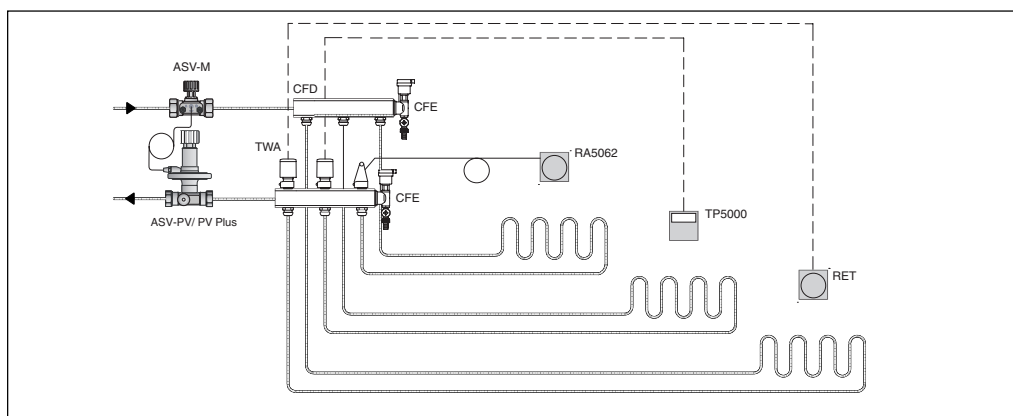 ASV-M
CFD
CFE
TWA
RA5062
CFE
TP5000
ASV-PV/ PV Plus
RET